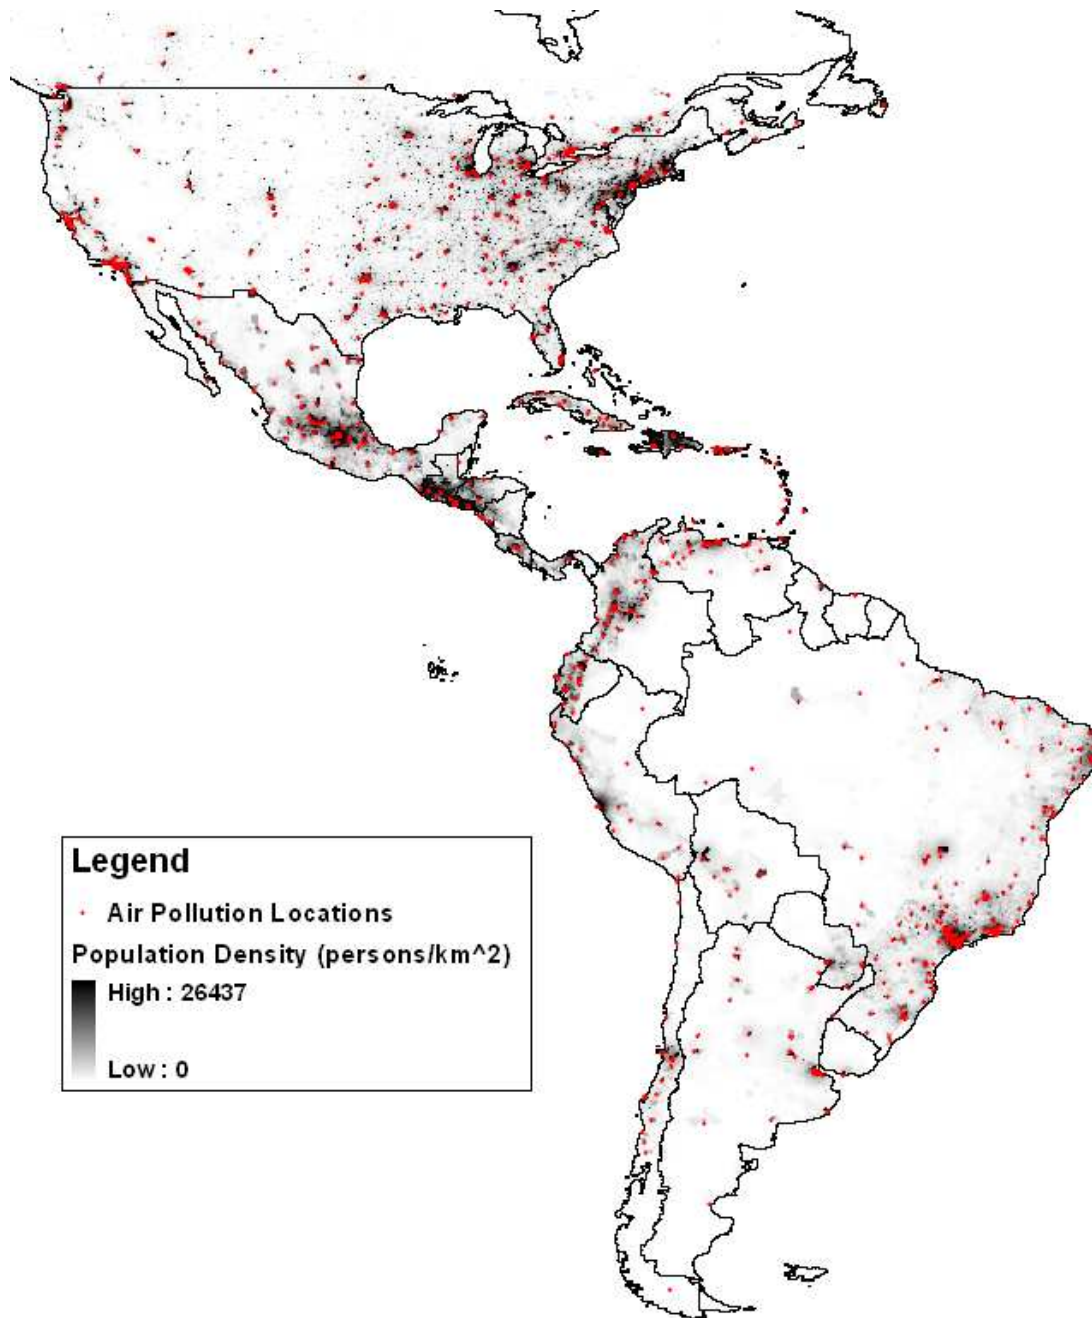 Legend
Air Pollution Locations
Population Density (persons/km^2)
High : 26437
Low : 0